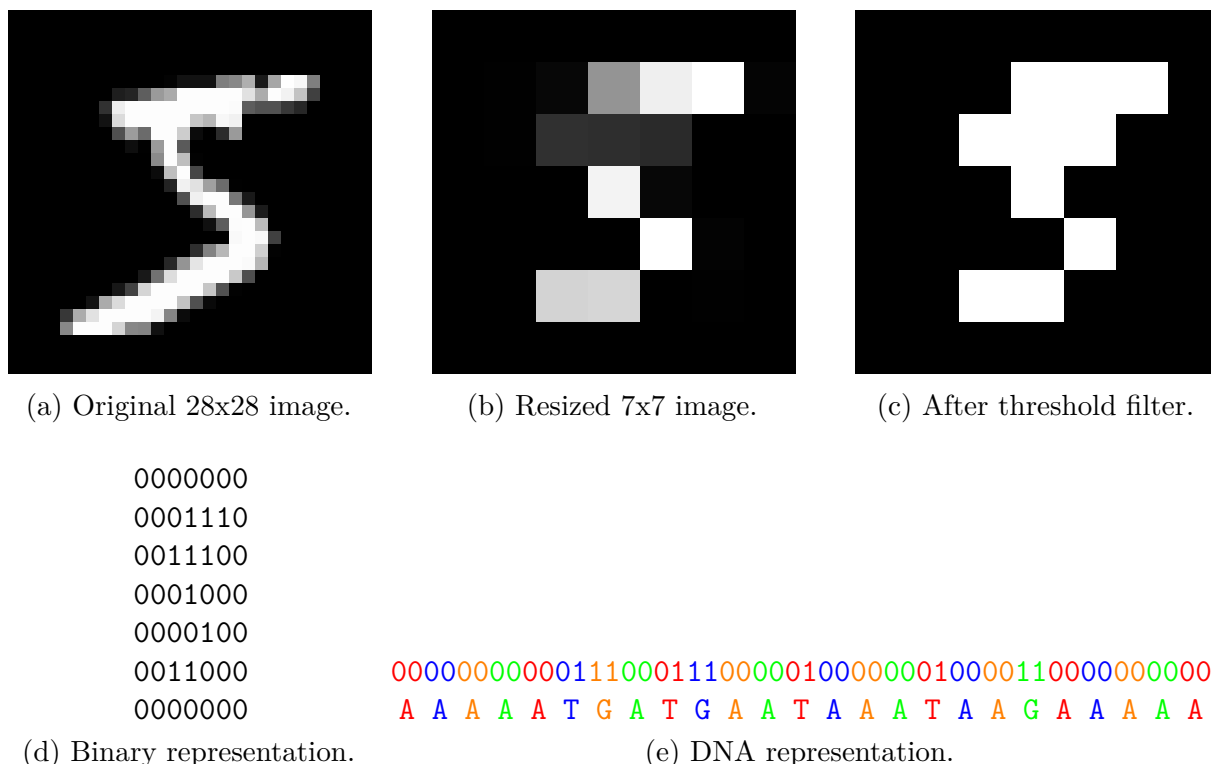 (a) Original 28x28 image.
(b) Resized 7x7 image.
(c) After threshold filter.
0000000
0001110
0011100
0001000
0000100
0011000
0000000
(d) Binary representation.
00000000000111000111000001000000010000110000000000
A A A A A T G A T G A A T A A A T A A G A A A A A
(e) DNA representation.